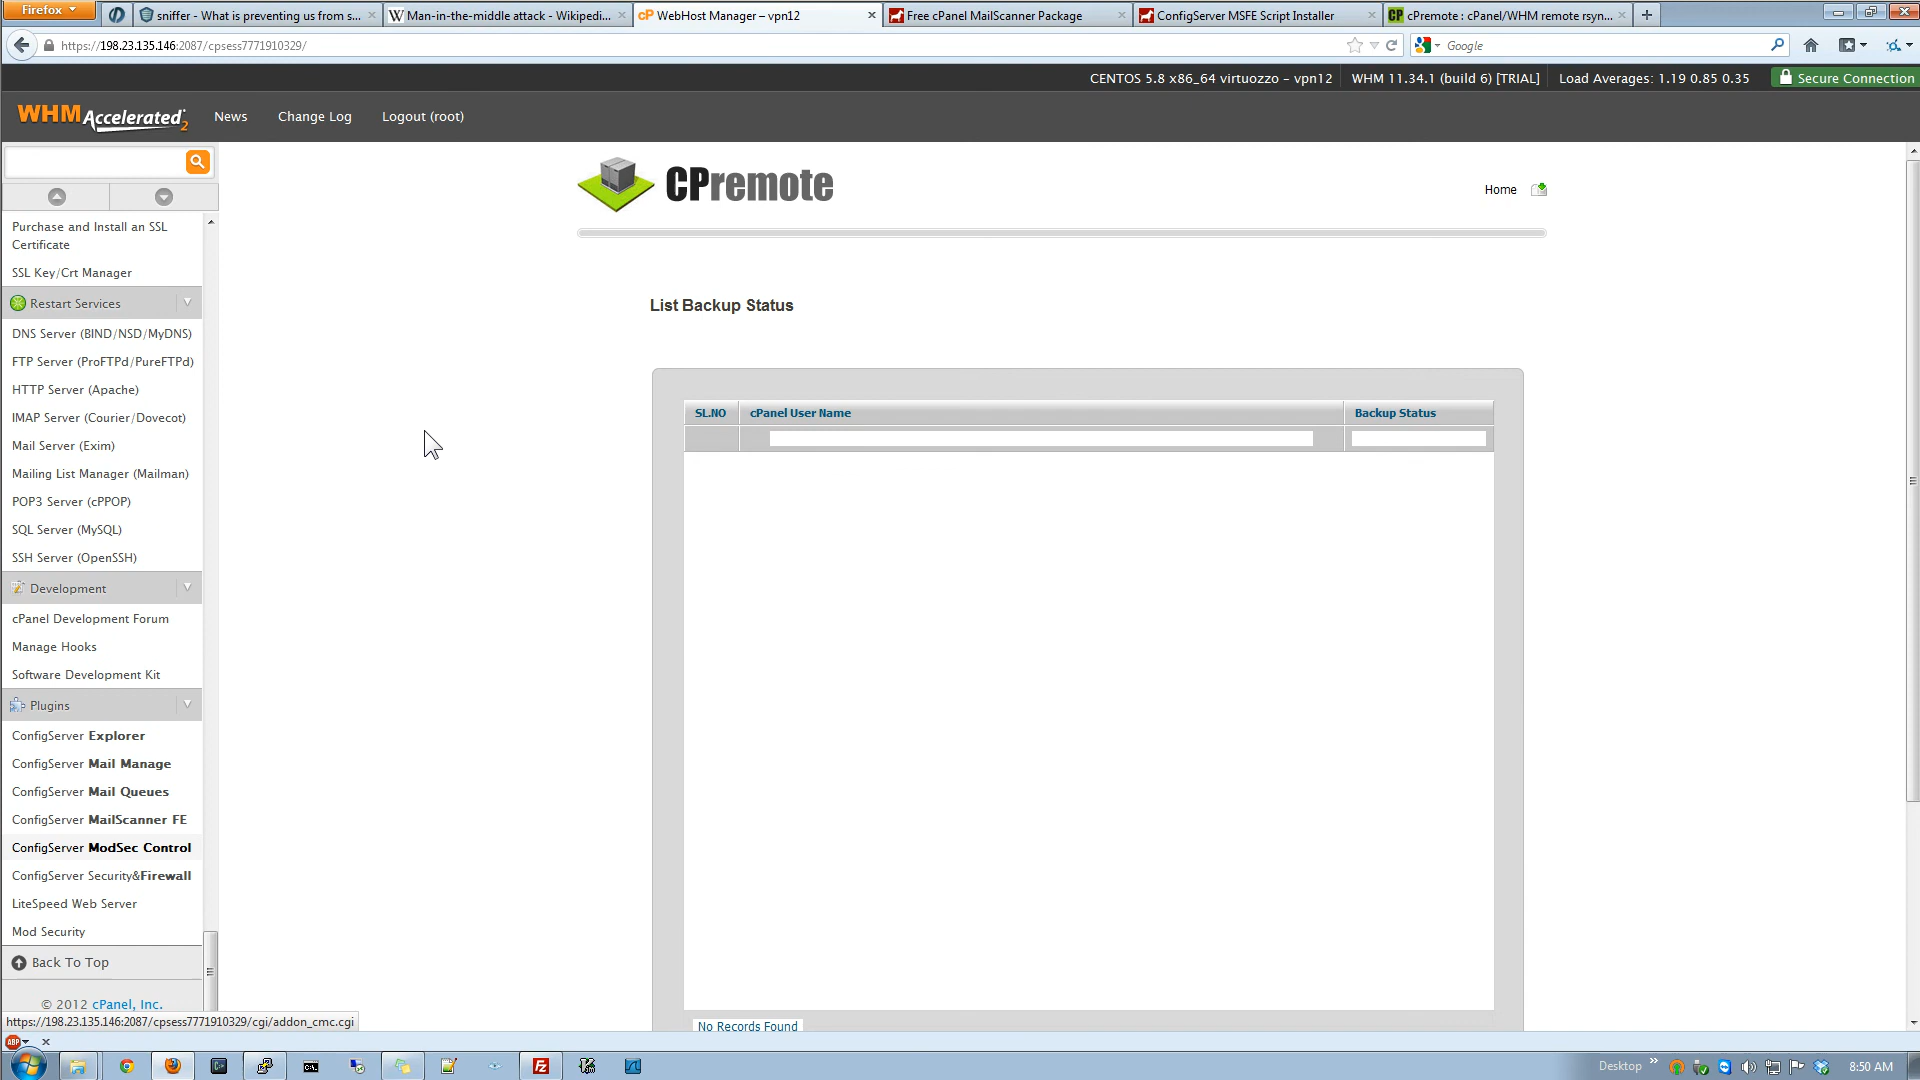 Firefox
sniffer - What is preventing us from s...
Man-in-the-middle attack - Wikipedi...
cP WebHost Manager – vpn12
Free cPanel MailScanner Package
ConfigServer MSFE Script Installer
CP cPremote : cPanel/WHM remote rsyn...
https://198.23.135.146:2087/cpsess7771910329/
Google
CENTOS 5.8 x86_64 virtuozzo – vpn12
WHM 11.34.1 (build 6) [TRIAL]
Load Averages: 1.19 0.85 0.35
Secure Connection
WHM Accelerated2
News
Change Log
Logout (root)
CPremote
Home
Purchase and Install an SSL
Certificate
SSL Key/Crt Manager
Restart Services
DNS Server (BIND/NSD/MyDNS)
FTP Server (ProFTPd/PureFTPd)
HTTP Server (Apache)
IMAP Server (Courier/Dovecot)
Mail Server (Exim)
Mailing List Manager (Mailman)
POP3 Server (cPPOP)
SQL Server (MySQL)
SSH Server (OpenSSH)
Development
cPanel Development Forum
Manage Hooks
Software Development Kit
Plugins
ConfigServer Explorer
ConfigServer Mail Manage
ConfigServer Mail Queues
ConfigServer MailScanner FE
ConfigServer ModSec Control
ConfigServer Security&Firewall
LiteSpeed Web Server
Mod Security
Back To Top
© 2012 cPanel, Inc.
List Backup Status
SL.NO
cPanel User Name
Backup Status
No Records Found
https://198.23.135.146:2087/cpsess7771910329/cgi/addon_cmc.cgi
ABP
Desktop
8:50 AM